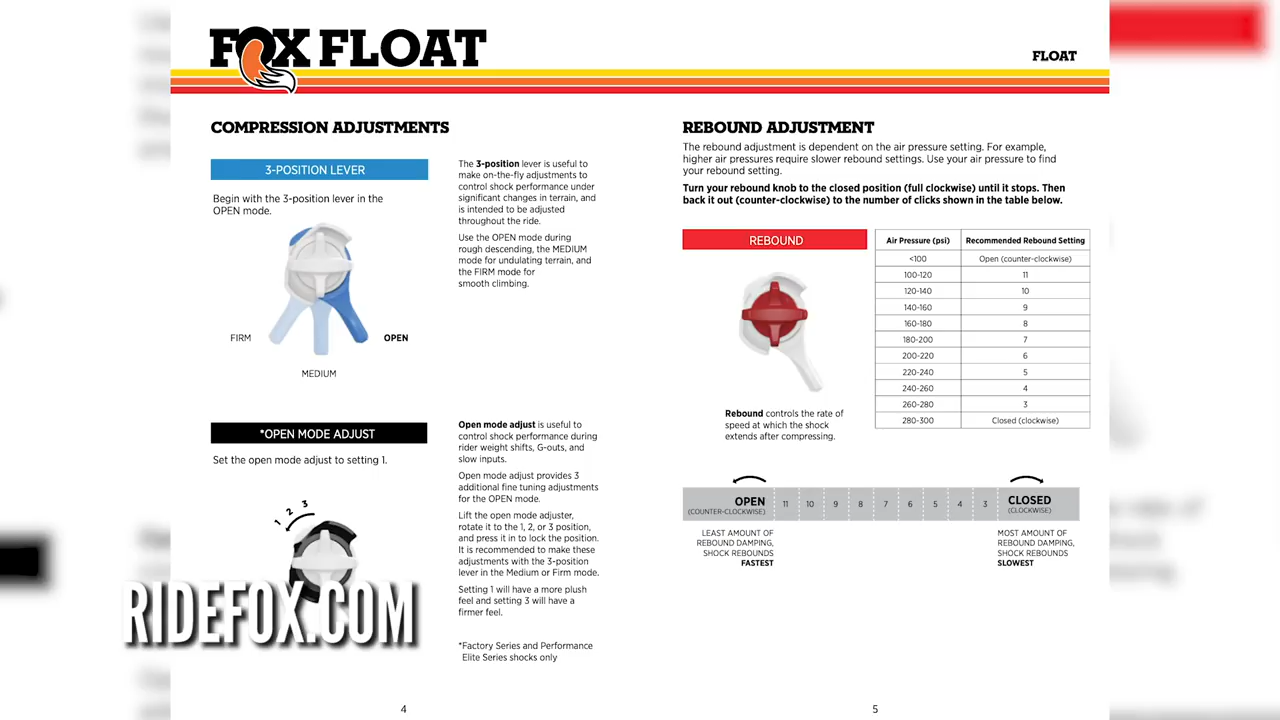 FOX FLOAT
FLOAT
COMPRESSION ADJUSTMENTS
3-POSITION LEVER
Begin with the 3-position lever in the
OPEN mode.
FIRM
OPEN
MEDIUM
The 3-position lever is useful to
make on-the-fly adjustments to
control shock performance under
significant changes in terrain, and
is intended to be adjusted
throughout the ride.
Use the OPEN mode during
rough descending, the MEDIUM
mode for undulating terrain, and
the FIRM mode for
smooth climbing.
*OPEN MODE ADJUST
Set the open mode adjust to setting 1.
1 2 3
RIDEFOX.COM
Open mode adjust is useful to
control shock performance during
rider weight shifts, G-outs, and
slow inputs.
Open mode adjust provides 3
additional fine tuning adjustments
for the OPEN mode.
Lift the open mode adjuster,
rotate it to the 1, 2, or 3 position,
and press it in to lock the position.
It is recommended to make these
adjustments with the 3-position
lever in the Medium or Firm mode.
Setting 1 will have a more plush
feel and setting 3 will have a
firmer feel.
*Factory Series and Performance
Elite Series shocks only
4
REBOUND ADJUSTMENT
The rebound adjustment is dependent on the air pressure setting. For example,
higher air pressures require slower rebound settings. Use your air pressure to find
your rebound setting.
Turn your rebound knob to the closed position (full clockwise) until it stops. Then
back it out (counter-clockwise) to the number of clicks shown in the table below.
REBOUND
Rebound controls the rate of
speed at which the shock
extends after compressing.
Air Pressure (psi) Recommended Rebound Setting
<100 Open (counter-clockwise)
100-120 11
120-140 10
140-160 9
160-180 8
180-200 7
200-220 6
220-240 5
240-260 4
260-280 3
280-300 Closed (clockwise)
OPEN 11 10 9 8 7 6 5 4 3 CLOSED
(COUNTER-CLOCKWISE) (CLOCKWISE)
LEAST AMOUNT OF
REBOUND DAMPING,
SHOCK REBOUNDS
FASTEST
MOST AMOUNT OF
REBOUND DAMPING,
SHOCK REBOUNDS
SLOWEST
5